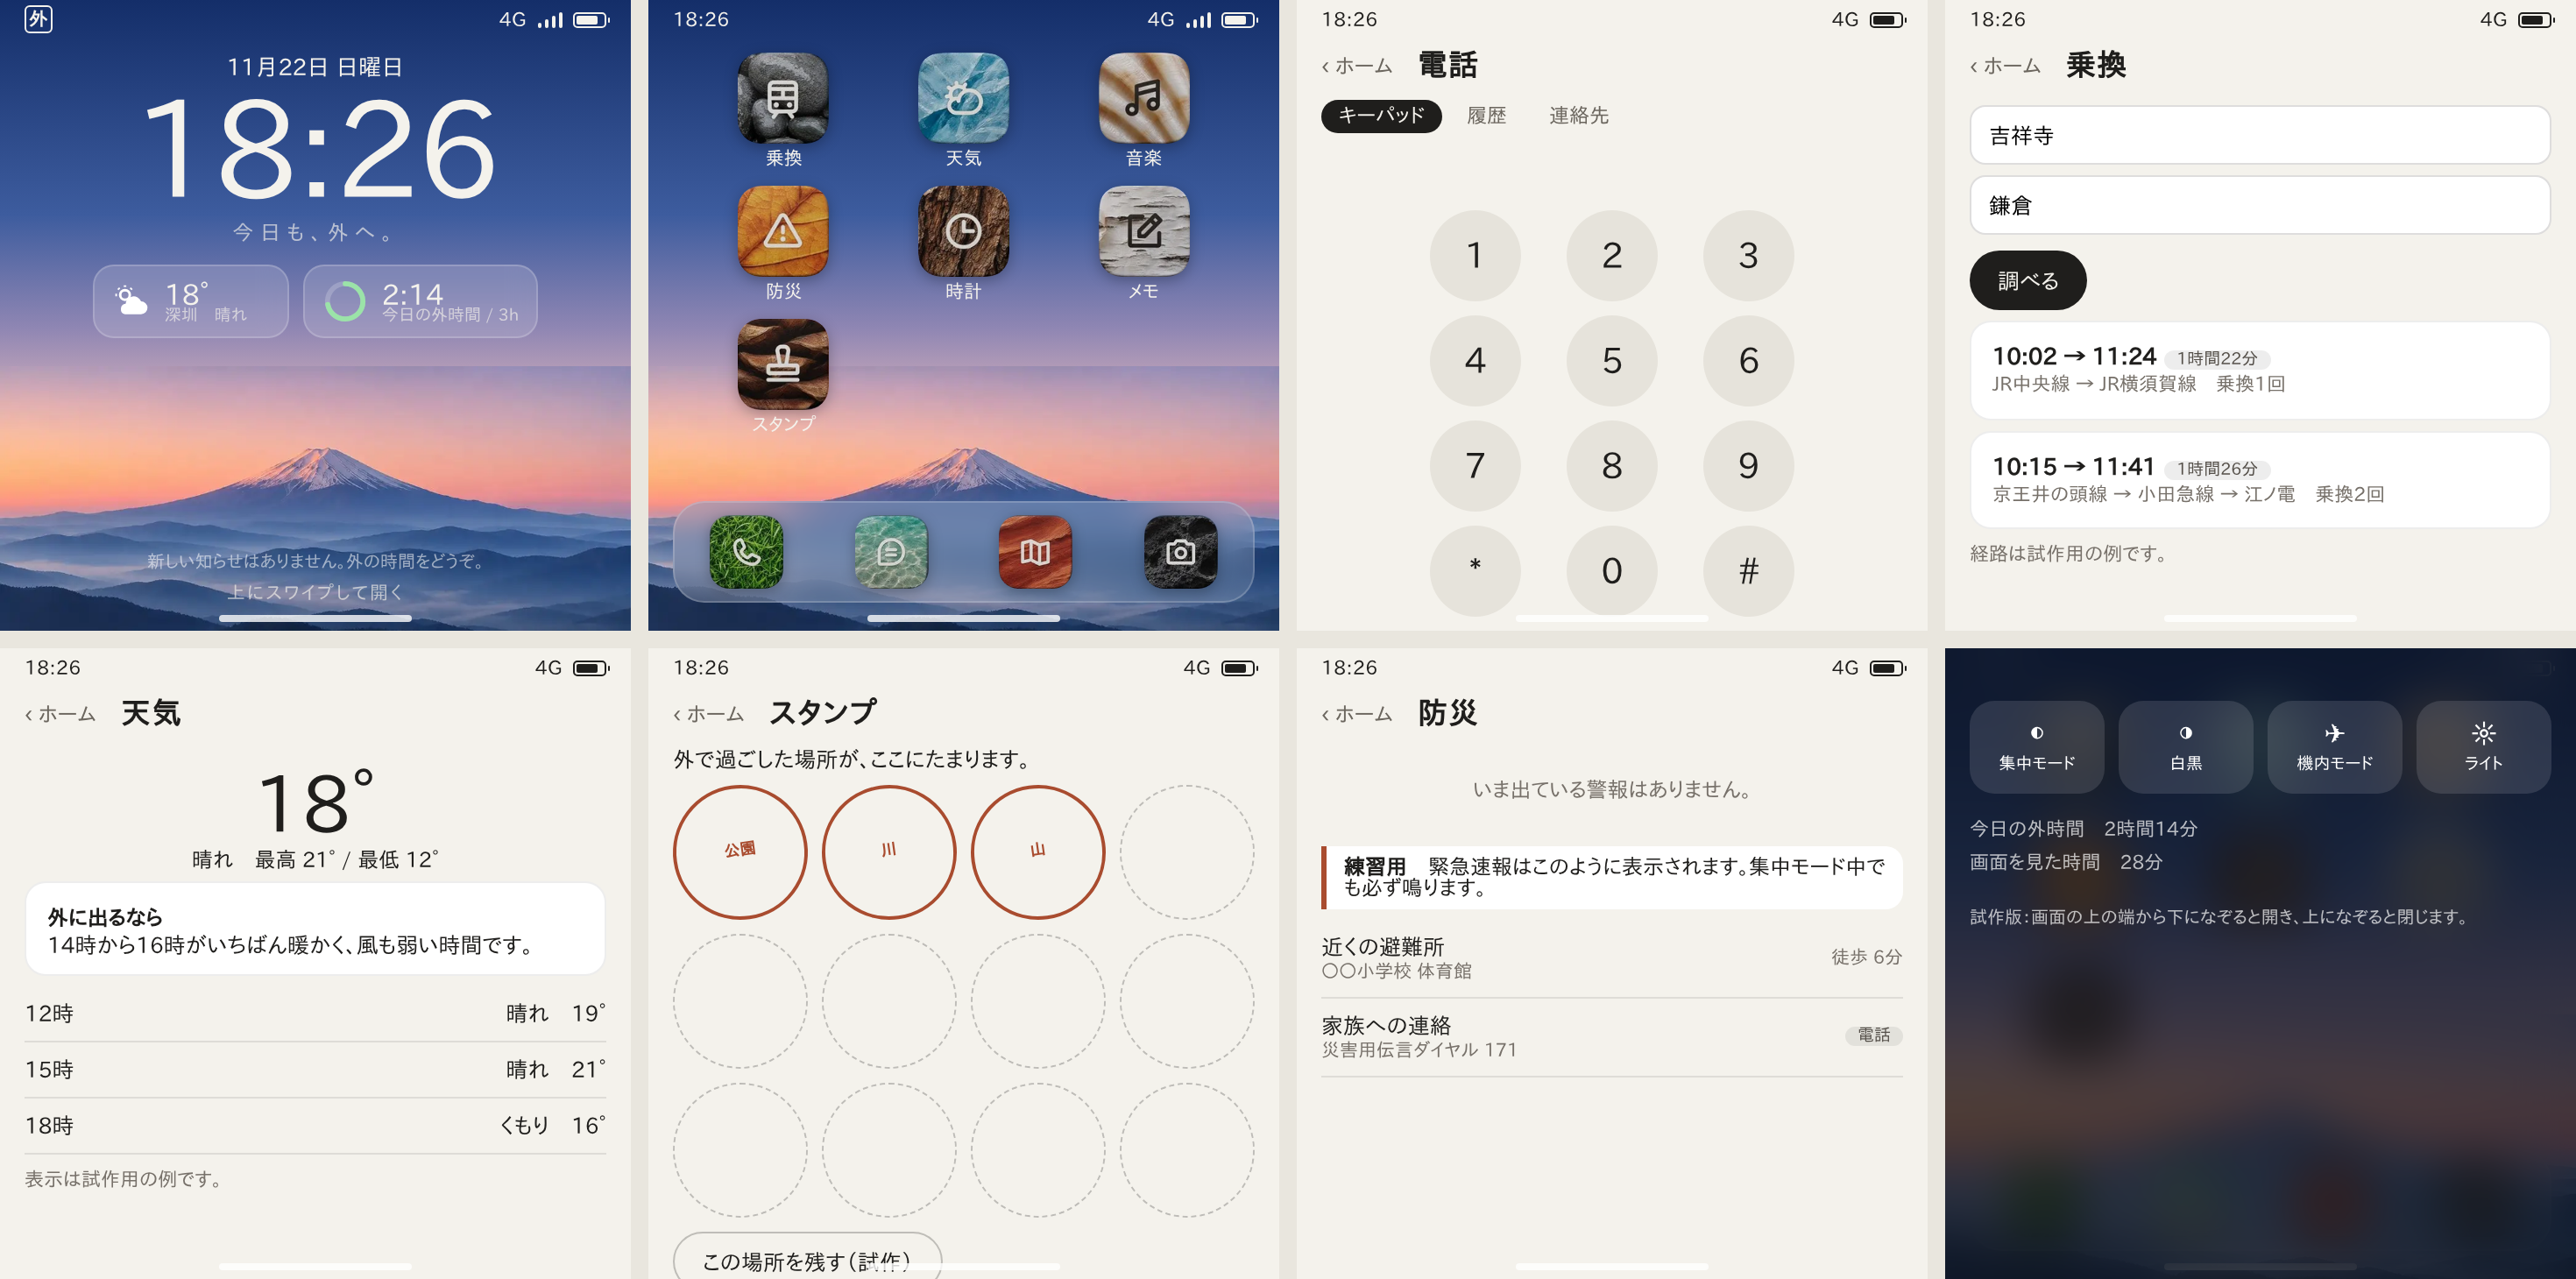 外
4G
11月22日 日曜日
18:26
今日も、外へ。
18°
深圳 晴れ
2:14
今日の外時間 / 3h
新しい知らせはありません。外の時間をどうぞ。
上にスワイプして開く
18:26
4G
乗換
天気
音楽
防災
時計
メモ
スタンプ
18:26
4G
‹ ホーム 電話
キーパッド 履歴 連絡先
1 2 3
4 5 6
7 8 9
* 0 #
18:26
4G
‹ ホーム 乗換
吉祥寺
鎌倉
調べる
10:02 → 11:24 1時間22分
JR中央線 → JR横須賀線 乗換1回
10:15 → 11:41 1時間26分
京王井の頭線 → 小田急線 → 江ノ電 乗換2回
経路は試作用の例です。
18:26
4G
‹ ホーム 天気
18°
晴れ 最高 21° / 最低 12°
外に出るなら
14時から16時がいちばん暖かく、風も弱い時間です。
12時 晴れ 19°
15時 晴れ 21°
18時 くもり 16°
表示は試作用の例です。
18:26
4G
‹ ホーム スタンプ
外で過ごした場所が、ここにたまります。
公園 川 山
この場所を残す（試作）
18:26
4G
‹ ホーム 防災
いま出ている警報はありません。
練習用 緊急速報はこのように表示されます。集中モード中で
も必ず鳴ります。
近くの避難所
〇〇小学校 体育館
徒歩 6分
家族への連絡
災害用伝言ダイヤル 171
電話
集中モード 白黒 機内モード ライト
今日の外時間 2時間14分
画面を見た時間 28分
試作版：画面の上の端から下になぞると開き、上になぞると閉じます。